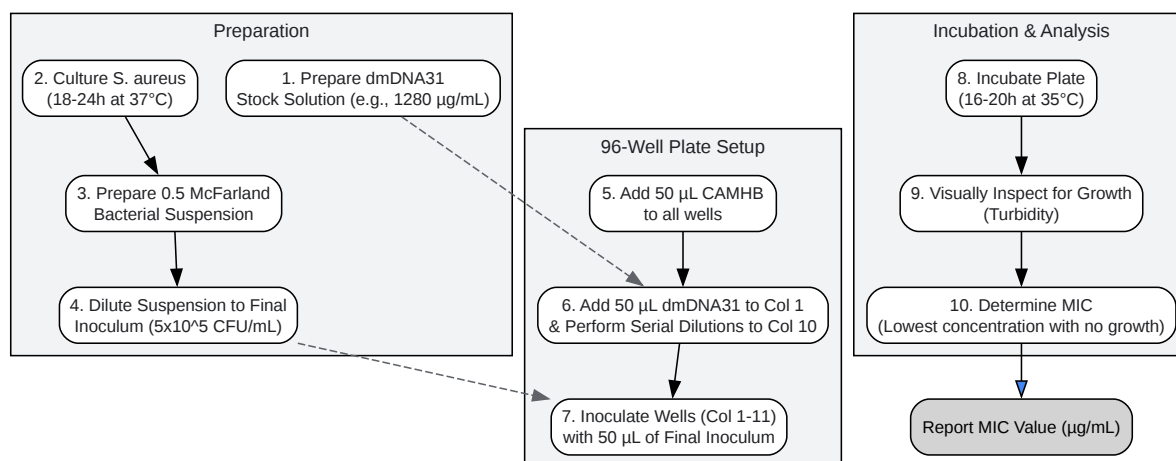 Preparation
2. Culture S. aureus
(18-24h at 37°C)
1. Prepare dmDNA31
Stock Solution (e.g., 1280 µg/mL)
3. Prepare 0.5 McFarland
Bacterial Suspension
4. Dilute Suspension to Final
Inoculum (5x10^5 CFU/mL)
96-Well Plate Setup
5. Add 50 µL CAMHB
to all wells
6. Add 50 µL dmDNA31 to Col 1
& Perform Serial Dilutions to Col 10
7. Inoculate Wells (Col 1-11)
with 50 µL of Final Inoculum
Incubation & Analysis
8. Incubate Plate
(16-20h at 35°C)
9. Visually Inspect for Growth
(Turbidity)
10. Determine MIC
(Lowest concentration with no growth)
Report MIC Value (µg/mL)